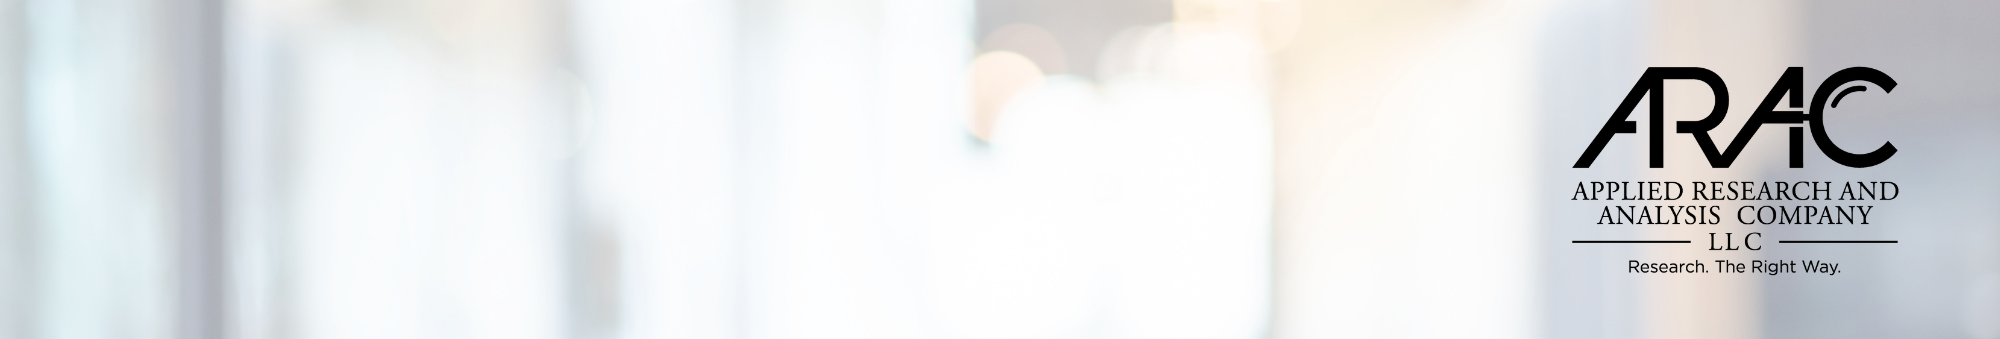 ARAC
APPLIED RESEARCH AND
ANALYSIS COMPANY
LLC
Research. The Right Way.